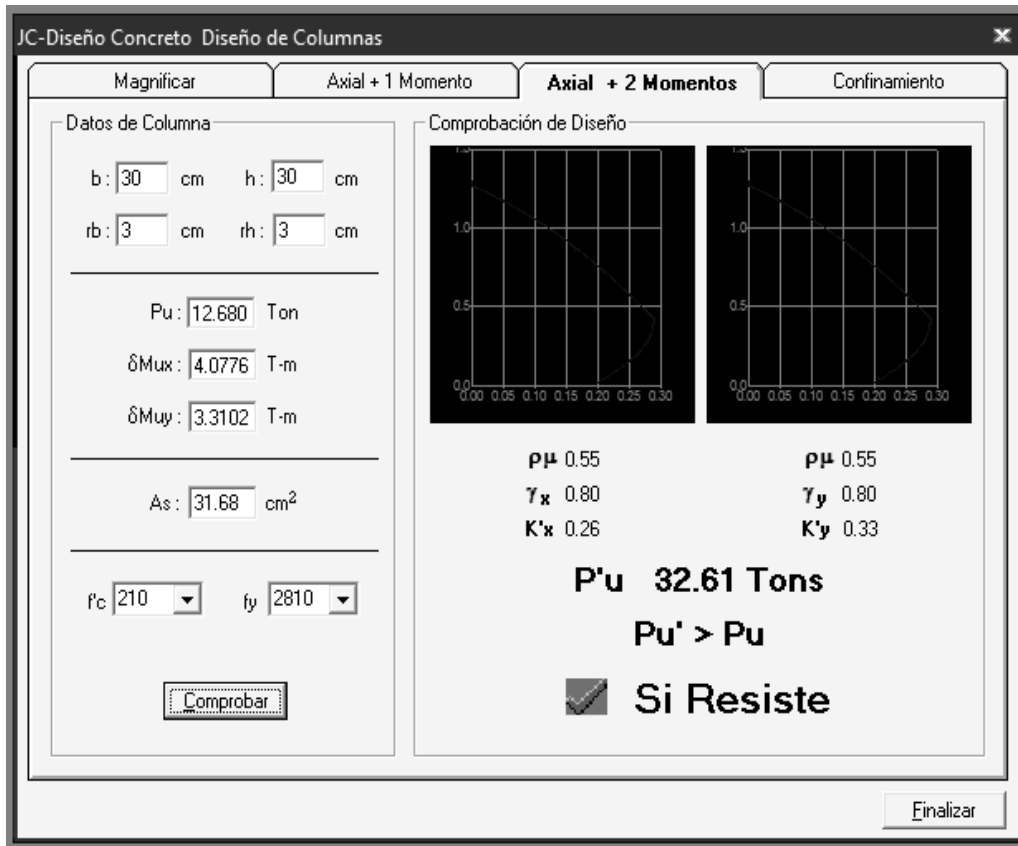 JC-Diseño Concreto Diseño de Columnas
Magnificar
Axial + 1 Momento
Axial + 2 Momentos
Confinamiento
Datos de Columna
b : 30 cm h : 30 cm
rb : 3 cm rh : 3 cm
Pu : 12.680 Ton
δMux : 4.0776 T-m
δMuy : 3.3102 T-m
As : 31.68 cm²
f'c 210 fy 2810
Comprobar
Comprobación de Diseño
1.0
0.5
0.0
0.00 0.05 0.10 0.15 0.20 0.25 0.30
1.0
0.5
0.0
0.00 0.05 0.10 0.15 0.20 0.25 0.30
ρμ 0.55
γx 0.80
K'x 0.26
ρμ 0.55
γy 0.80
K'y 0.33
P'u 32.61 Tons
Pu' > Pu
Si Resiste
Finalizar